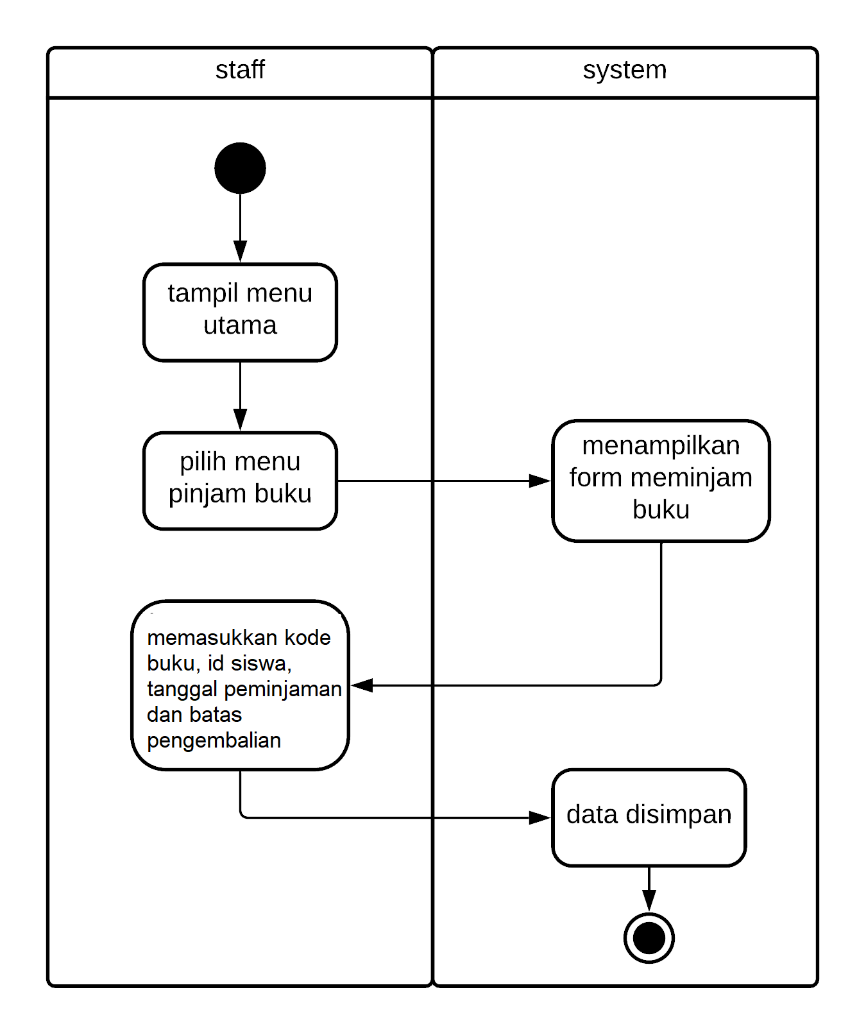 staff
system
tampil menu
utama
pilih menu
pinjam buku
menampilkan
form meminjam
buku
memasukkan kode
buku, id siswa,
tanggal peminjaman
dan batas
pengembalian
data disimpan